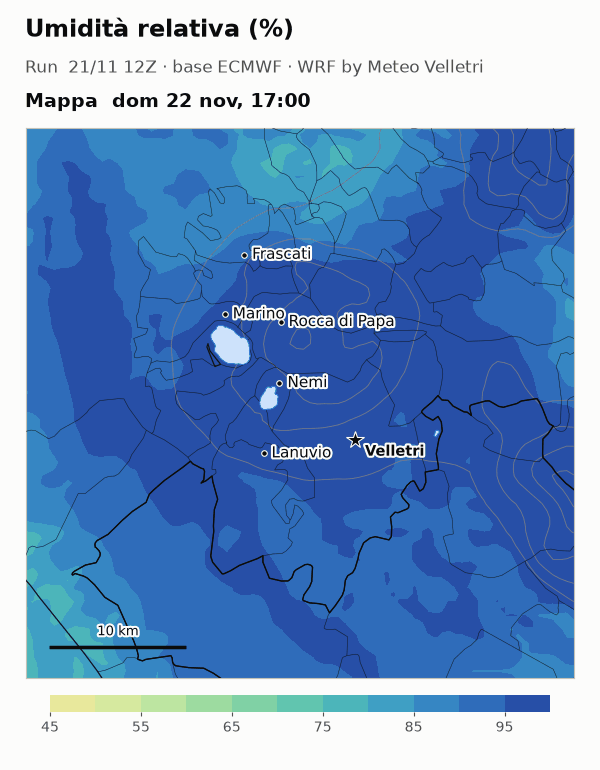 Umidità relativa (%)
Run  21/11 12Z · base ECMWF · WRF by Meteo Velletri
Mappa  dom 22 nov, 17:00
Frascati
Marino
Rocca di Papa
Nemi
Lanuvio
Velletri
10 km
45 55 65 75 85 95